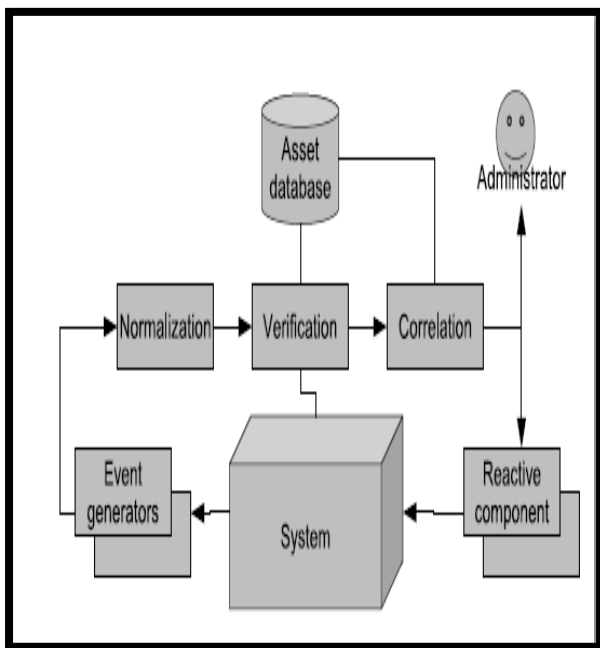 Asset
database
Administrator
Normalization
Verification
Correlation
Event
generators
System
Reactive
component